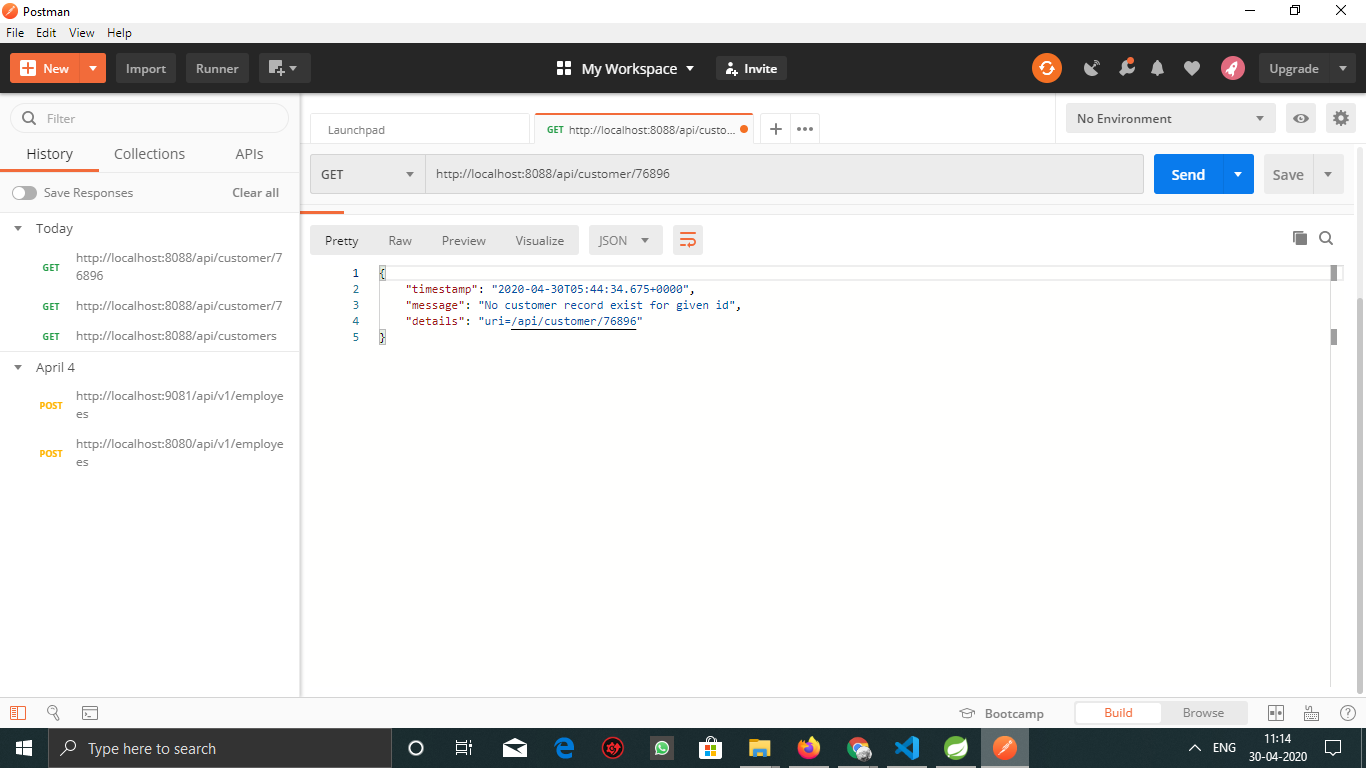 Postman
File Edit View Help
New Import Runner My Workspace Invite Upgrade
Filter
History Collections APIs
Save Responses Clear all
Today
GET http://localhost:8088/api/customer/7
6896
GET http://localhost:8088/api/customer/7
GET http://localhost:8088/api/customers
April 4
POST http://localhost:9081/api/v1/employe
es
POST http://localhost:8080/api/v1/employe
es
Launchpad GET http://localhost:8088/api/custo... No Environment
GET http://localhost:8088/api/customer/76896 Send Save
Pretty Raw Preview Visualize JSON
1 {
2 "timestamp": "2020-04-30T05:44:34.675+0000",
3 "message": "No customer record exist for given id",
4 "details": "uri=/api/customer/76896"
5 }
Bootcamp Build Browse
Type here to search
ENG 11:14
30-04-2020